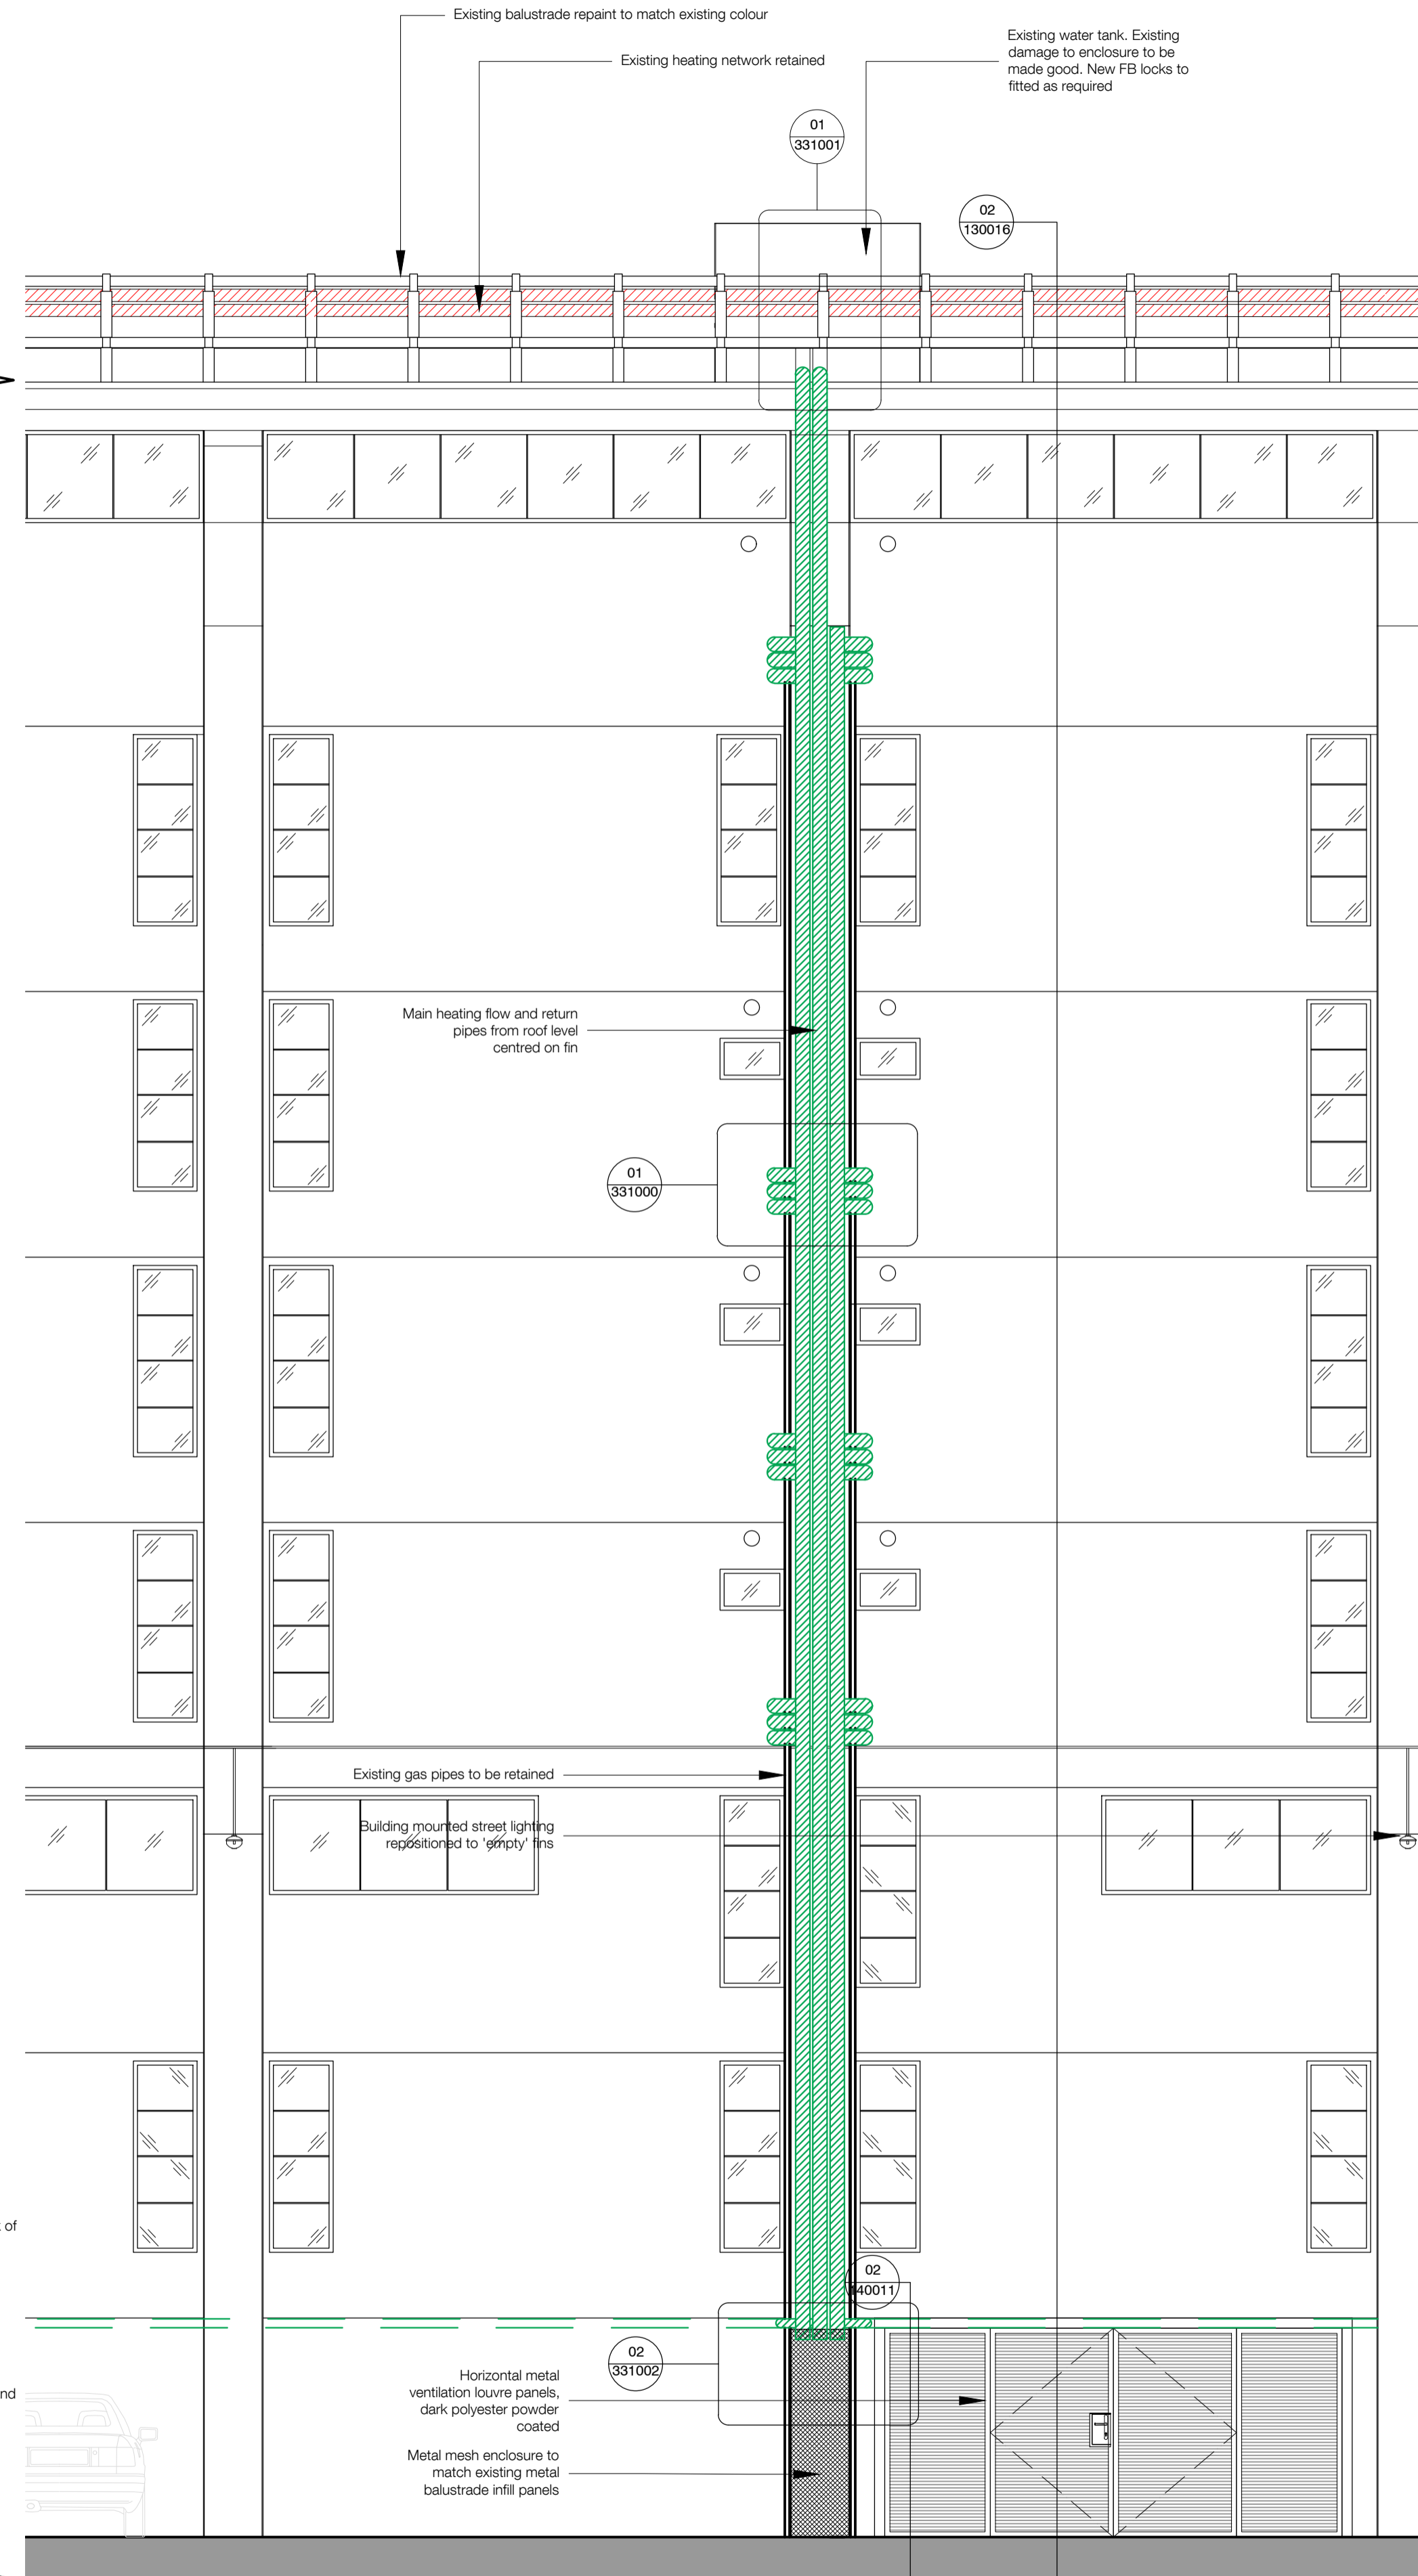 Existing balustrade repaint to match existing colour
Existing heating network retained
Existing water tank. Existing
damage to enclosure to be
made good. New FB locks to
fitted as required
01
331001
02
130016
Main heating flow and return
pipes from roof level
centred on fin
01
331000
Existing gas pipes to be retained
Building mounted street lighting
repositioned to 'empty' fins
of
02
140011
02
331002
Horizontal metal
ventilation louvre panels,
dark polyester powder
coated
nd
Metal mesh enclosure to
match existing metal
balustrade infill panels